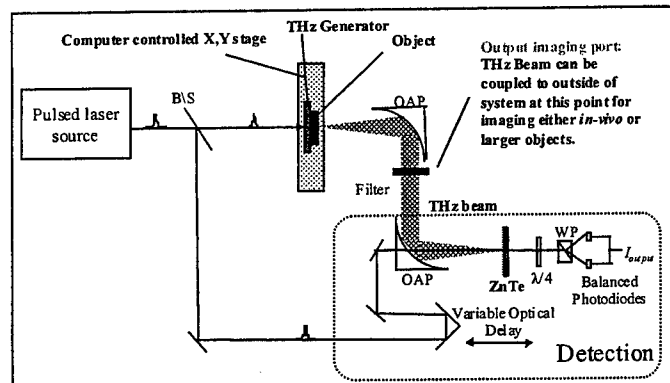 THz Generator
Computer controlled X,Y stage
Object
Output imaging port:
THz Beam can be
coupled to outside of
system at this point for
imaging either in-vivo or
larger objects.
Pulsed laser
source
B\S
OAP
Filter
THz beam
WP
I output
OAP
ZnTe
λ/4
Balanced
Photodiodes
Variable Optical
Delay
Detection